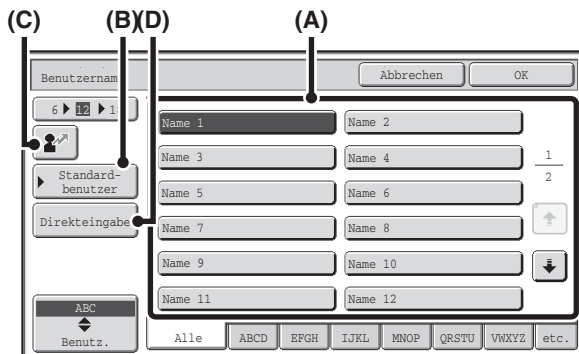 (C) (B)(D) (A)
Benutzernam
Abbrechen OK
6 12 1
Name 1 Name 2
Name 3 Name 4
1
2
Standard-
benutzer
Name 5 Name 6
Direkteingabe
Name 7 Name 8
Name 9 Name 10
Name 11 Name 12
ABC
Benutz.
Alle ABCD EFGH IJKL MNOP QRSTU VWXYZ etc.